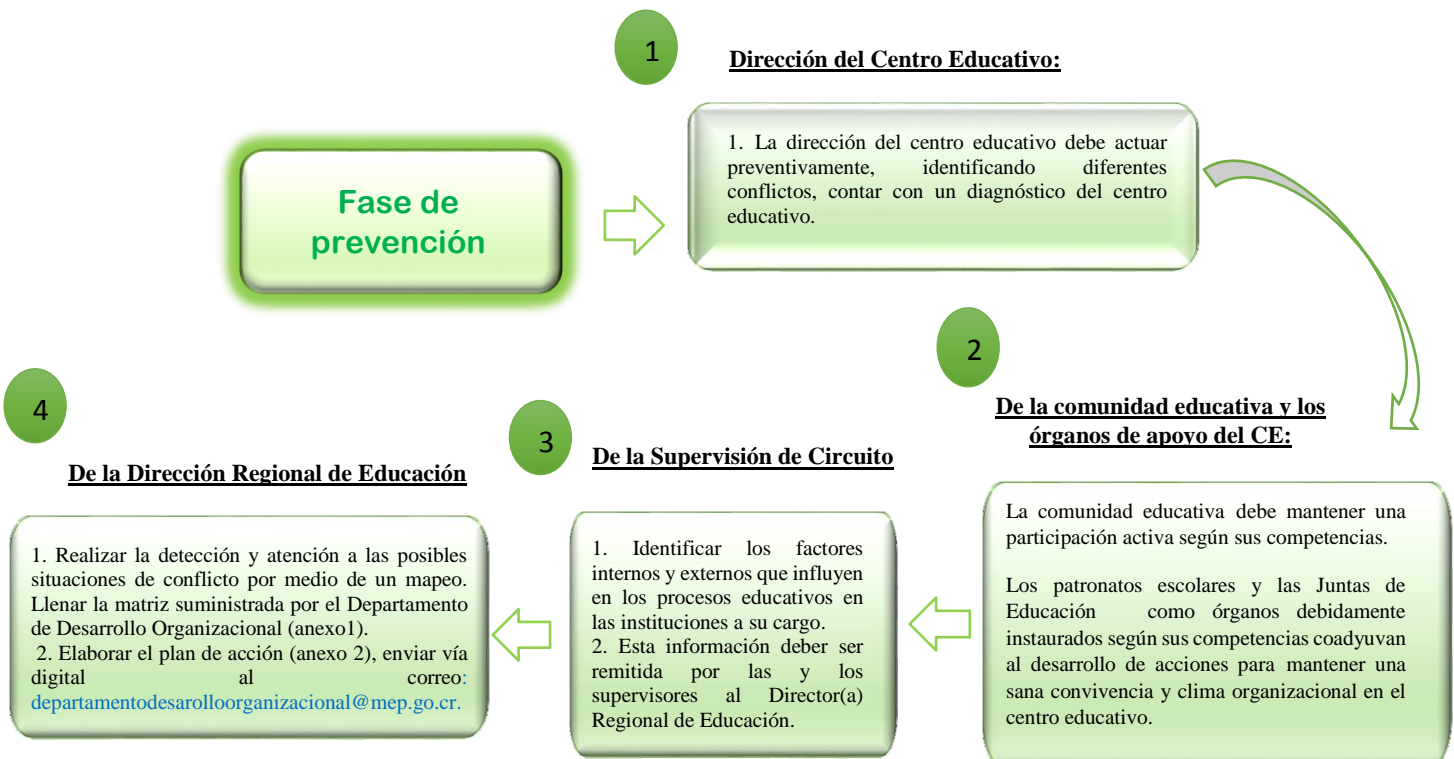 Fase de
prevención
1
Dirección del Centro Educativo:
1. La dirección del centro educativo debe actuar
preventivamente, identificando diferentes
conflictos, contar con un diagnóstico del centro
educativo.
2
De la comunidad educativa y los
órganos de apoyo del CE:
La comunidad educativa debe mantener una
participación activa según sus competencias.
Los patronatos escolares y las Juntas de
Educación como órganos debidamente
instaurados según sus competencias coadyuvan
al desarrollo de acciones para mantener una
sana convivencia y clima organizacional en el
centro educativo.
3
De la Supervisión de Circuito
1. Identificar los factores
internos y externos que influyen
en los procesos educativos en
las instituciones a su cargo.
2. Esta información deber ser
remitida por las y los
supervisores al Director(a)
Regional de Educación.
4
De la Dirección Regional de Educación
1. Realizar la detección y atención a las posibles
situaciones de conflicto por medio de un mapeo.
Llenar la matriz suministrada por el Departamento
de Desarrollo Organizacional (anexo1).
2. Elaborar el plan de acción (anexo 2), enviar vía
digital al correo:
departamentodesarolloorganizacional@mep.go.cr.